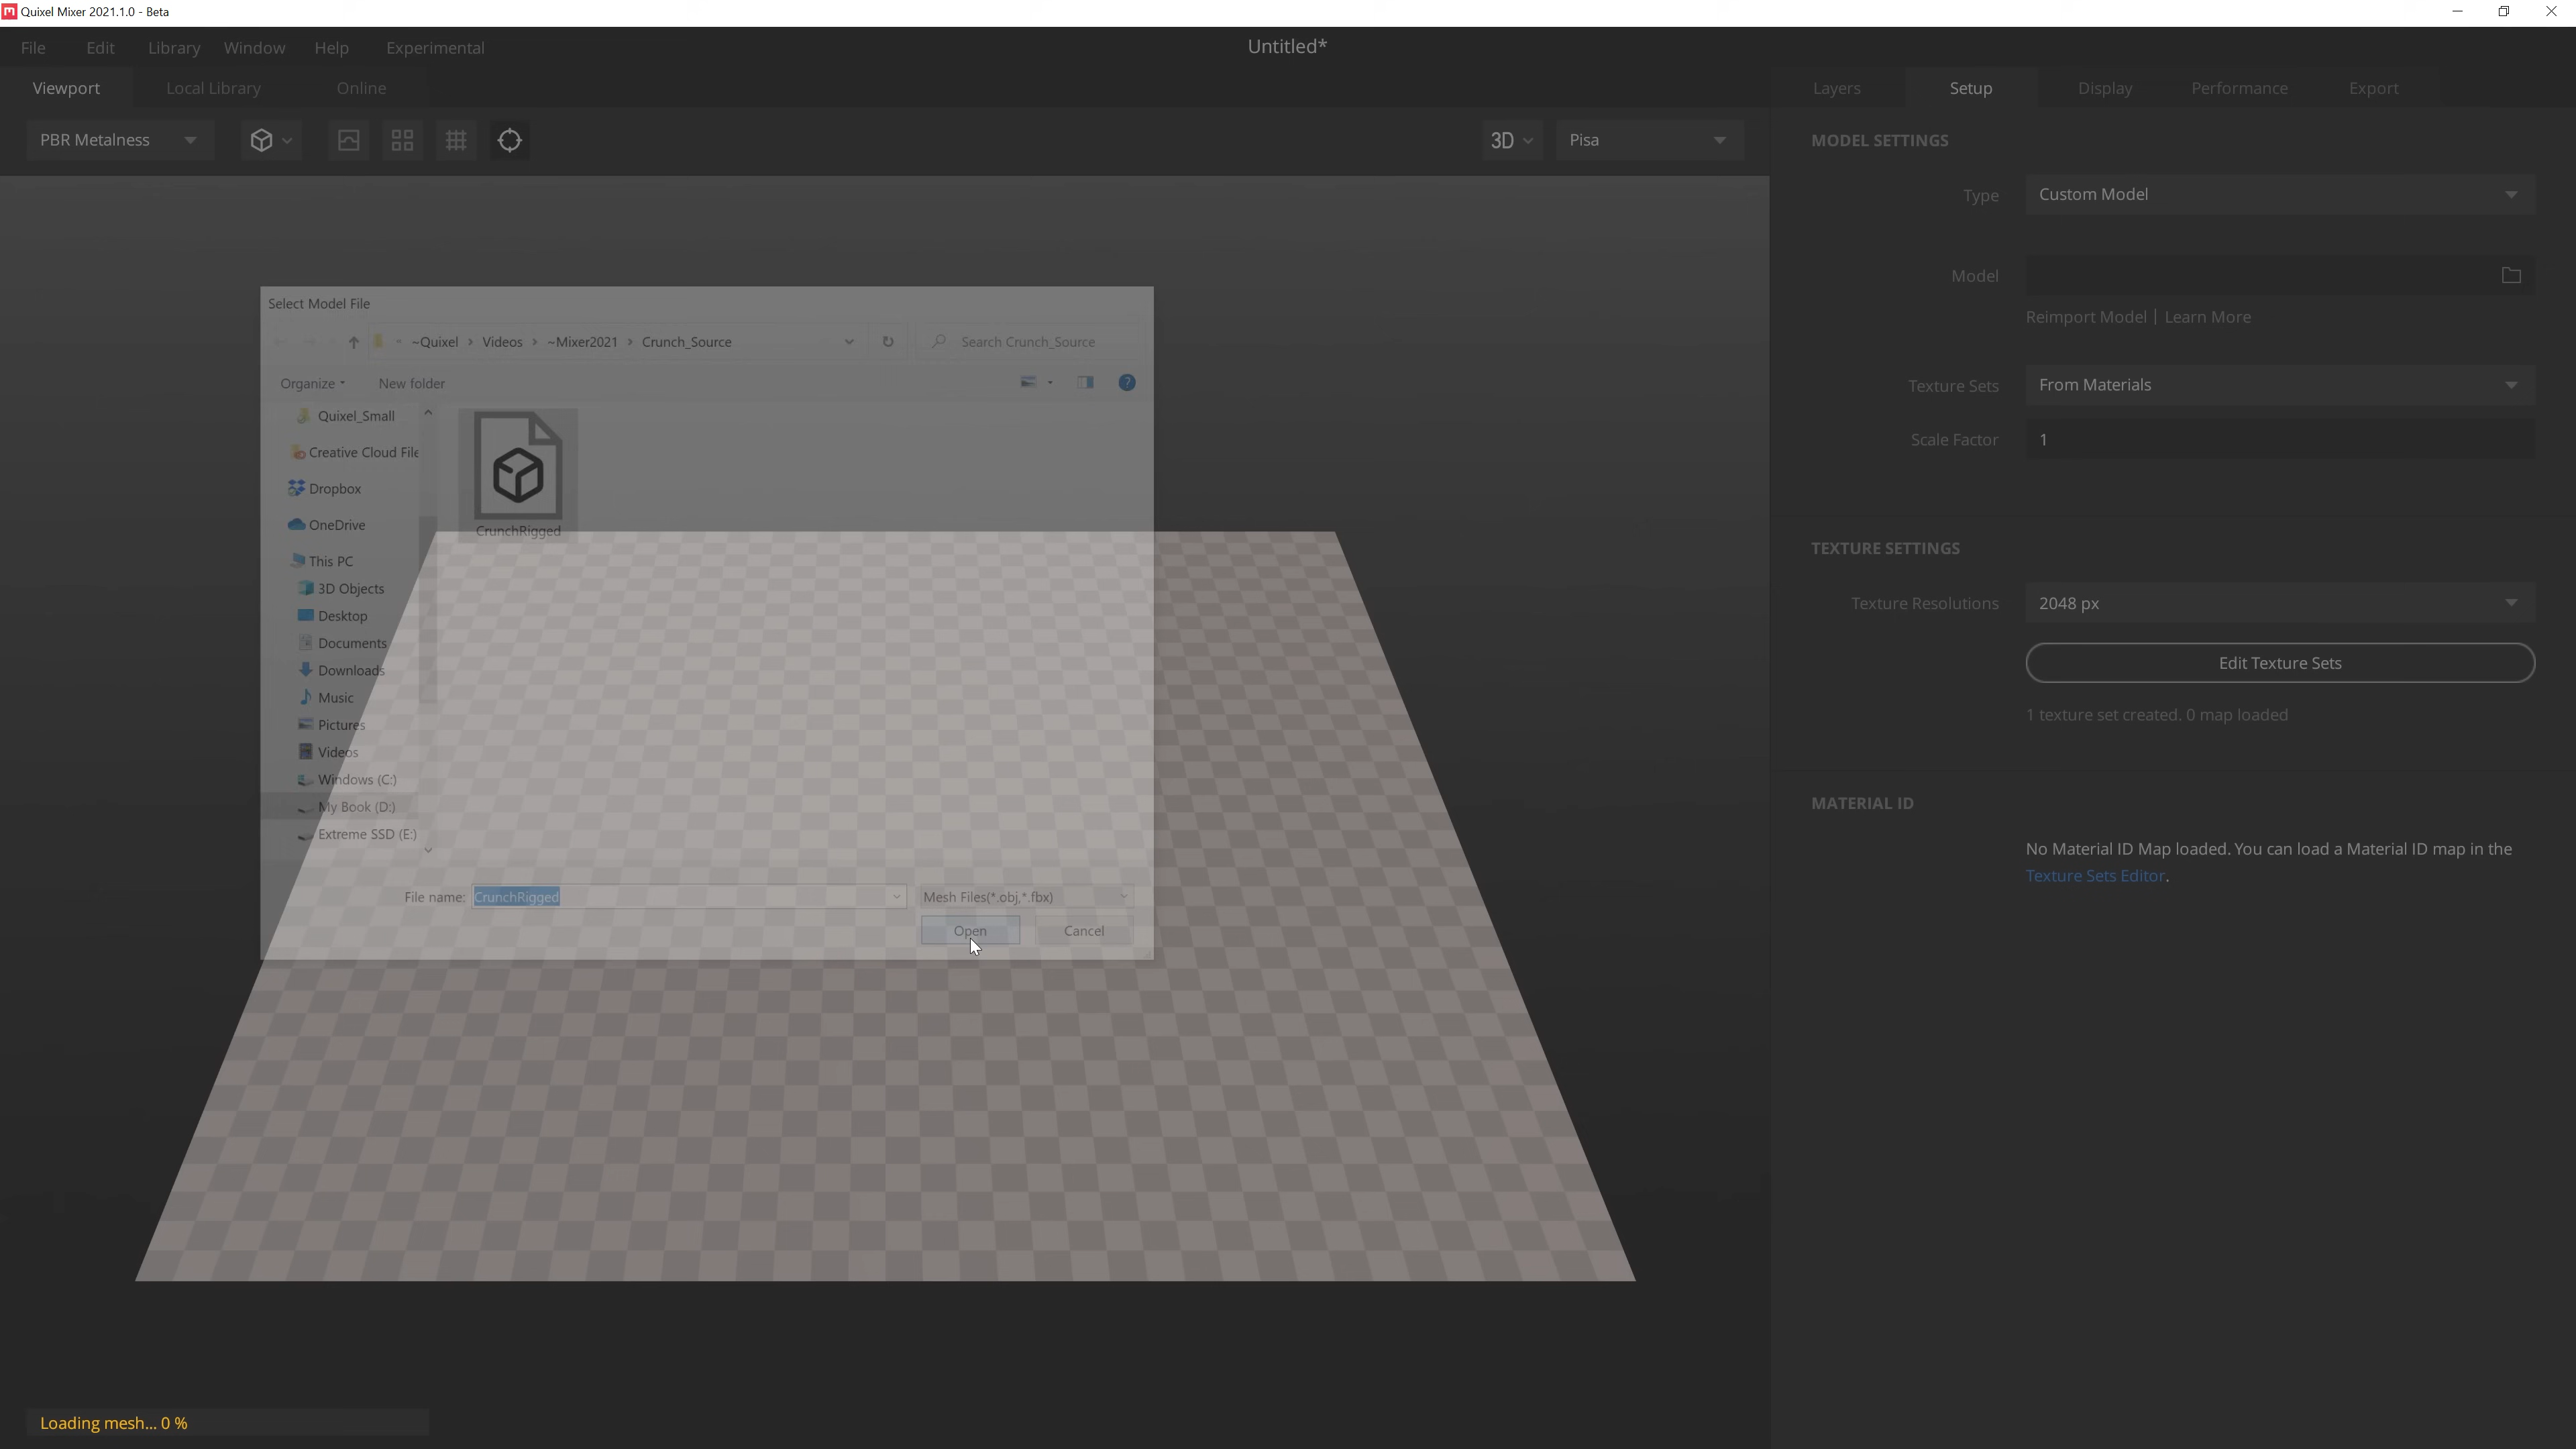 Quixel Mixer 2021.1.0 - Beta
File Edit Library Window Help Experimental
Untitled*
Viewport Local Library Online
Layers Setup Display Performance Export
PBR Metalness
3D
Pisa
MODEL SETTINGS
Type Custom Model
Model
Reimport Model | Learn More
Texture Sets From Materials
Scale Factor 1
TEXTURE SETTINGS
Texture Resolutions 2048 px
Edit Texture Sets
1 texture set created. 0 map loaded
MATERIAL ID
No Material ID Map loaded. You can load a Material ID map in the
Texture Sets Editor.
Select Model File
~Quixel > Videos > ~Mixer2021 > Crunch_Source
Search Crunch_Source
Organize New folder
Quixel_Small
Creative Cloud File
Dropbox
OneDrive
This PC
3D Objects
Desktop
Documents
Downloads
Music
Pictures
Videos
Windows (C:)
My Book (D:)
Extreme SSD (E:)
CrunchRigged
File name: CrunchRigged
Mesh Files(*.obj,*.fbx)
Open Cancel
Loading mesh... 0 %